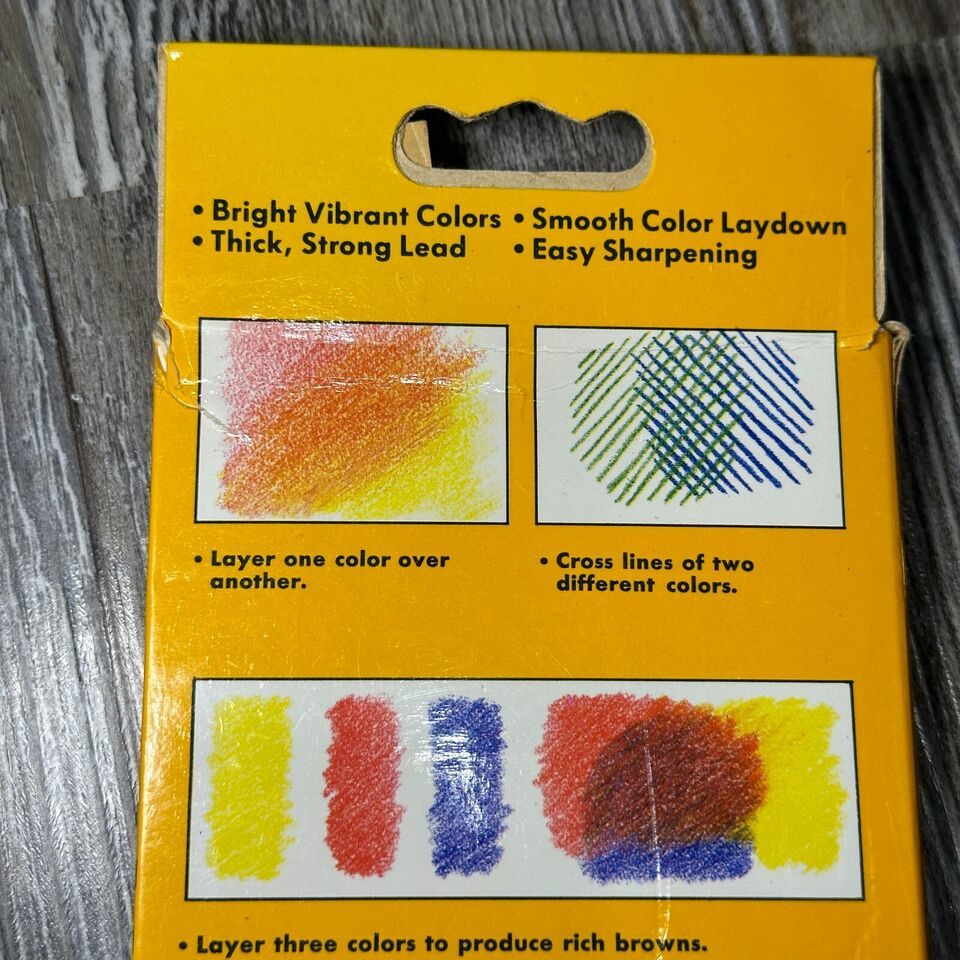 • Bright Vibrant Colors • Smooth Color Laydown
• Thick, Strong Lead • Easy Sharpening
• Layer one color over
another.
• Cross lines of two
different colors.
• Layer three colors to produce rich browns.